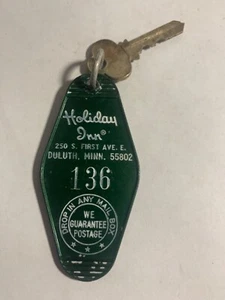 Holiday
Inn®
250 S. FIRST AVE. E.
DULUTH, MINN. 55802
136
DROP IN ANY MAIL BOX
WE
GUARANTEE
POSTAGE